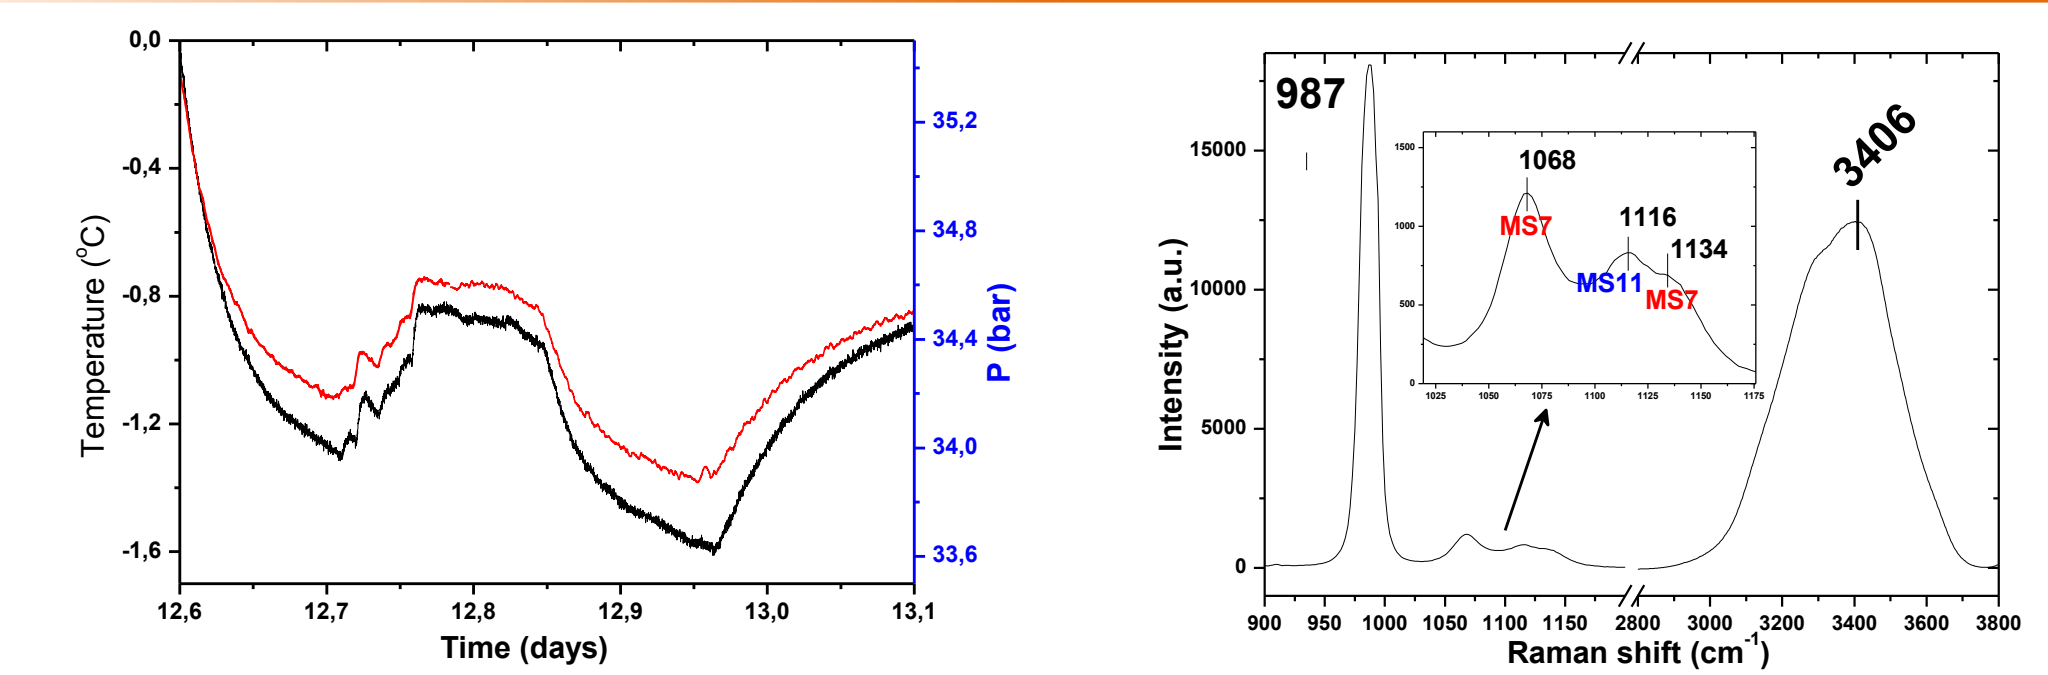 0,0
-0,4
-0,8
-1,2
-1,6
Temperature (°C)
12,6 12,7 12,8 12,9 13,0 13,1
Time (days)
35,2
34,8
34,4
34,0
33,6
P (bar)
987
3406
15000
10000
5000
0
Intensity (a.u.)
1500
1000
500
0
1068
MS7
1116
MS11
1134
MS7
1025 1050 1075 1100 1125 1150 1175
900 950 1000 1050 1100 1150 2800 3000 3200 3400 3600 3800
Raman shift (cm⁻¹)